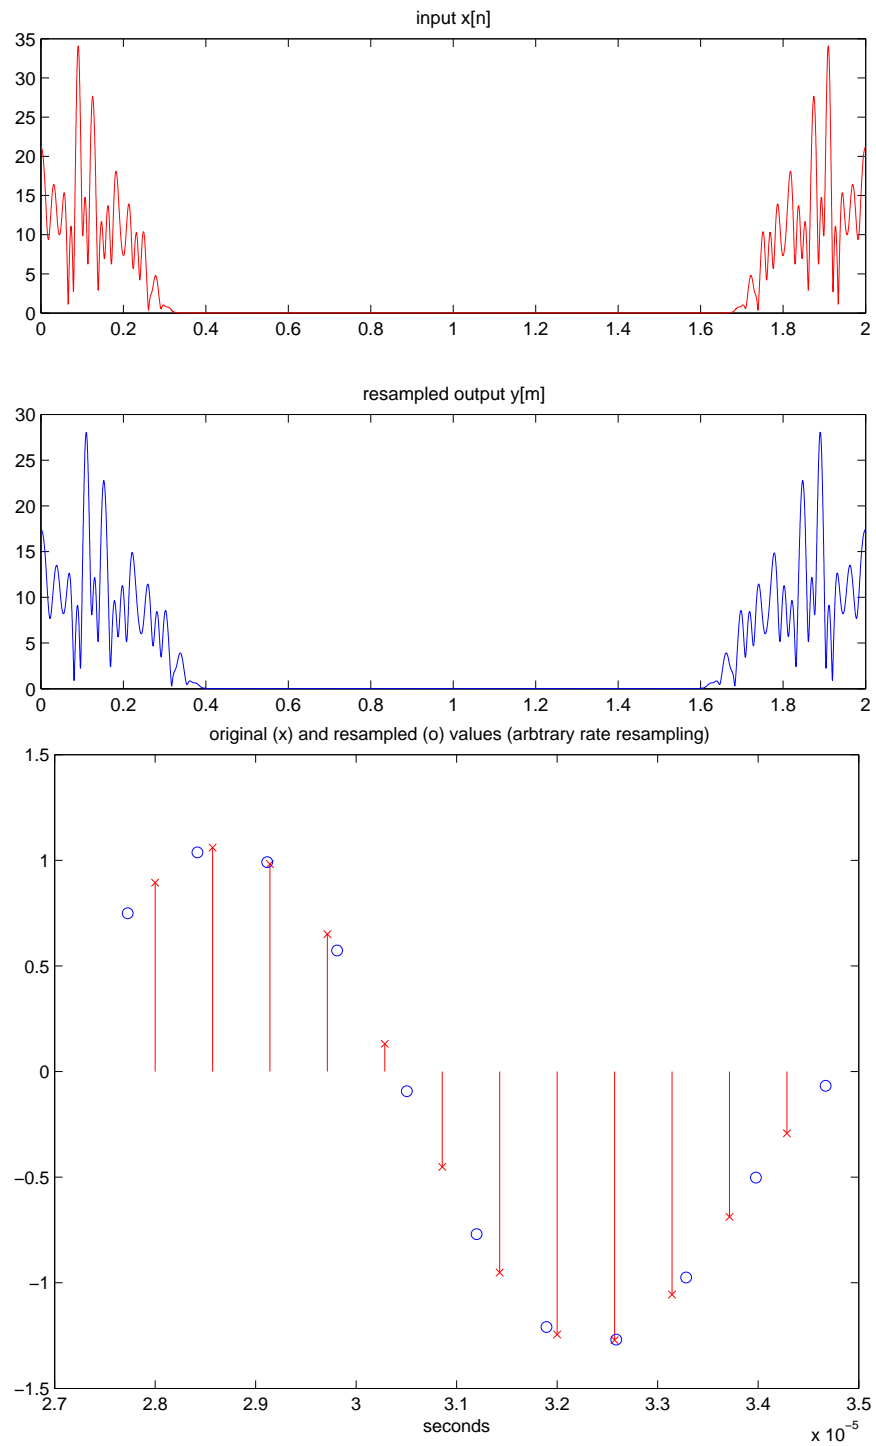 input x[n]
35
30
25
20
15
10
5
0
0 0.2 0.4 0.6 0.8 1 1.2 1.4 1.6 1.8 2
resampled output y[m]
30
25
20
15
10
5
0
0 0.2 0.4 0.6 0.8 1 1.2 1.4 1.6 1.8 2
original (x) and resampled (o) values (arbtrary rate resampling)
1.5
1
0.5
0
−0.5
−1
−1.5
2.7 2.8 2.9 3 3.1 3.2 3.3 3.4 3.5
seconds
x 10⁻⁵